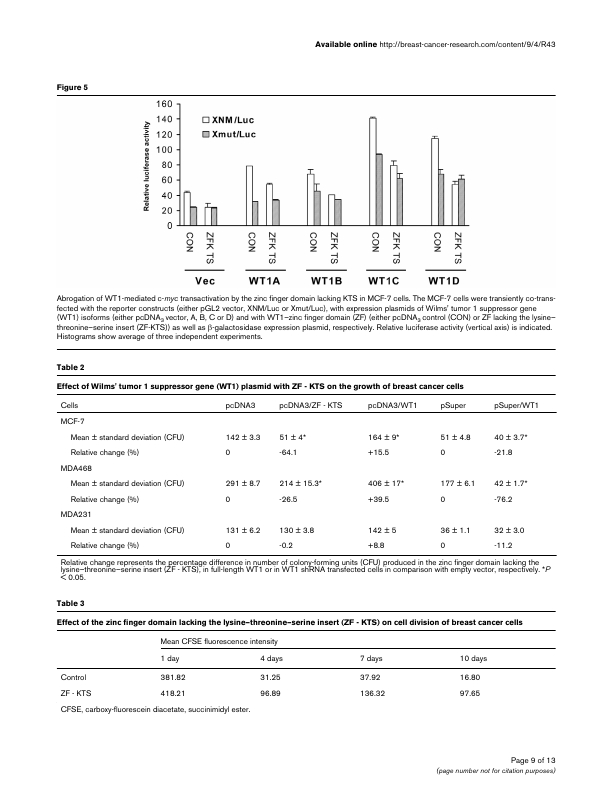 Available online http://breast-cancer-research.com/content/9/4/R43
Figure 5
Relative luciferase activity
160
140
120
100
80
60
40
20
0
XNM/Luc
Xmut/Luc
CON ZFK TS CON ZFK TS CON ZFK TS CON ZFK TS CON ZFK TS
Vec WT1A WT1B WT1C WT1D
Abrogation of WT1-mediated c-myc transactivation by the zinc finger domain lacking KTS in MCF-7 cells. The MCF-7 cells were transiently co-trans-
fected with the reporter constructs (either pGL2 vector, XNM/Luc or Xmut/Luc), with expression plasmids of Wilms' tumor 1 suppressor gene
(WT1) isoforms (either pcDNA3 vector, A, B, C or D) and with WT1–zinc finger domain (ZF) (either pcDNA3 control (CON) or ZF lacking the lysine–
threonine–serine insert (ZF-KTS)) as well as β-galactosidase expression plasmid, respectively. Relative luciferase activity (vertical axis) is indicated.
Histograms show average of three independent experiments.
Table 2
Effect of Wilms' tumor 1 suppressor gene (WT1) plasmid with ZF - KTS on the growth of breast cancer cells
Cells pcDNA3 pcDNA3/ZF - KTS pcDNA3/WT1 pSuper pSuper/WT1
MCF-7
Mean ± standard deviation (CFU) 142 ± 3.3 51 ± 4* 164 ± 9* 51 ± 4.8 40 ± 3.7*
Relative change (%) 0 -64.1 +15.5 0 -21.8
MDA468
Mean ± standard deviation (CFU) 291 ± 8.7 214 ± 15.3* 406 ± 17* 177 ± 6.1 42 ± 1.7*
Relative change (%) 0 -26.5 +39.5 0 -76.2
MDA231
Mean ± standard deviation (CFU) 131 ± 6.2 130 ± 3.8 142 ± 5 36 ± 1.1 32 ± 3.0
Relative change (%) 0 -0.2 +8.8 0 -11.2
Relative change represents the percentage difference in number of colony-forming units (CFU) produced in the zinc finger domain lacking the
lysine–threonine–serine insert (ZF - KTS), in full-length WT1 or in WT1 shRNA transfected cells in comparison with empty vector, respectively. *P
< 0.05.
Table 3
Effect of the zinc finger domain lacking the lysine–threonine–serine insert (ZF - KTS) on cell division of breast cancer cells
Mean CFSE fluorescence intensity
1 day 4 days 7 days 10 days
Control 381.82 31.25 37.92 16.80
ZF - KTS 418.21 96.89 136.32 97.65
CFSE, carboxy-fluorescein diacetate, succinimidyl ester.
Page 9 of 13
(page number not for citation purposes)